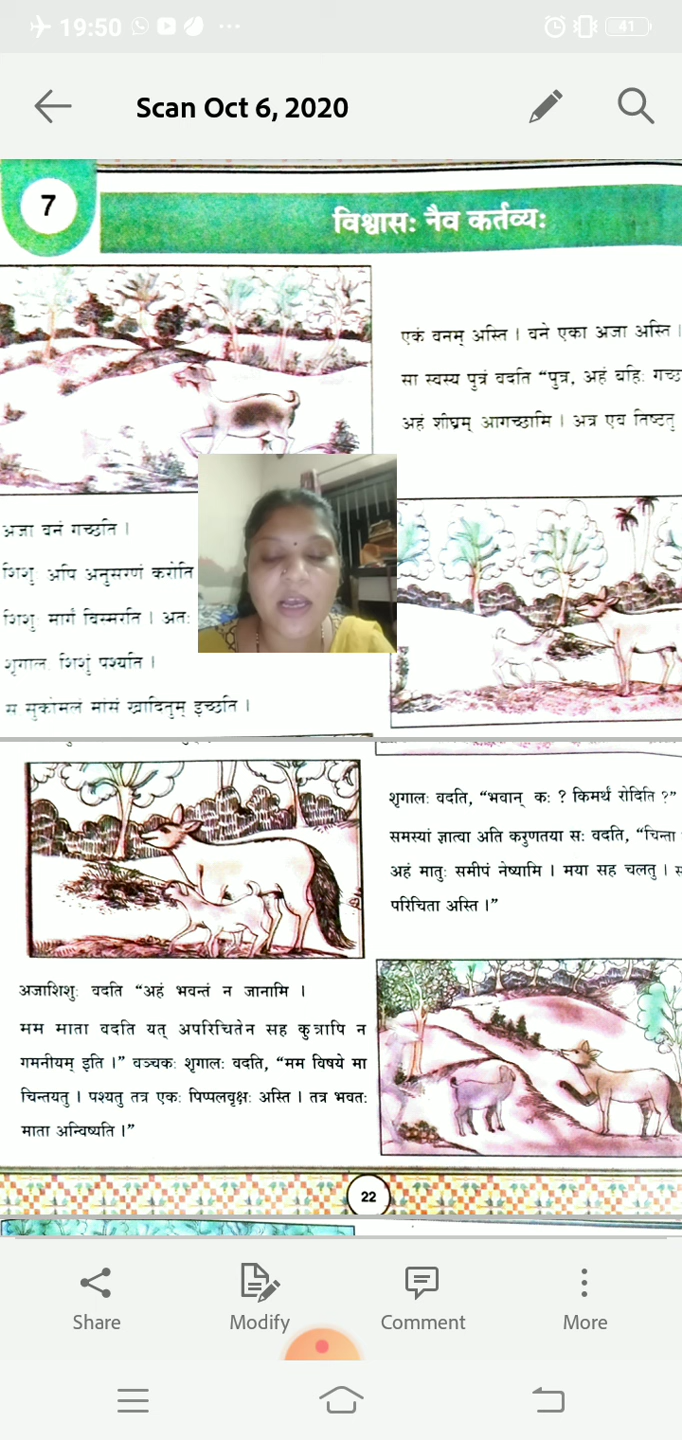 19:50
41
Scan Oct 6, 2020
7
विश्वासः नैव कर्तव्यः
एकं वनम् अस्ति । वने एका अजा अस्ति ।
सा स्वस्य पुत्रं वदति “पुत्र, अहं बहिः गच्छ
अहं शीघ्रम् आगच्छामि । अत्र एव तिष्टतु
अजा वनं गच्छति ।
शिशु अपि अनुसरणं करोति
शिशु मार्गं विस्मरति । अतः
शृगाल शिशुं पश्यति ।
स सुकोमलं मांसं खादितुम् इच्छति ।
शृगालः वदति, “भवान् कः ? किमर्थं रोदिति ?”
समस्यां ज्ञात्वा अति करुणतया सः वदति, “चिन्ता
अहं मातुः समीपं नेष्यामि । मया सह चलतु ।
परिचिता अस्ति ।”
अजाशिशुः वदति “अहं भवन्तं न जानामि ।
मम माता वदति यत् अपरिचितेन सह कुत्रापि न
गमनीयम् इति ।” वञ्चकः शृगालः वदति, “मम विषये मा
चिन्तयतु । पश्यतु तत्र एकः पिप्पलवृक्षः अस्ति । तत्र भवतः
माता अन्विष्यति ।”
22
Share
Modify
Comment
More